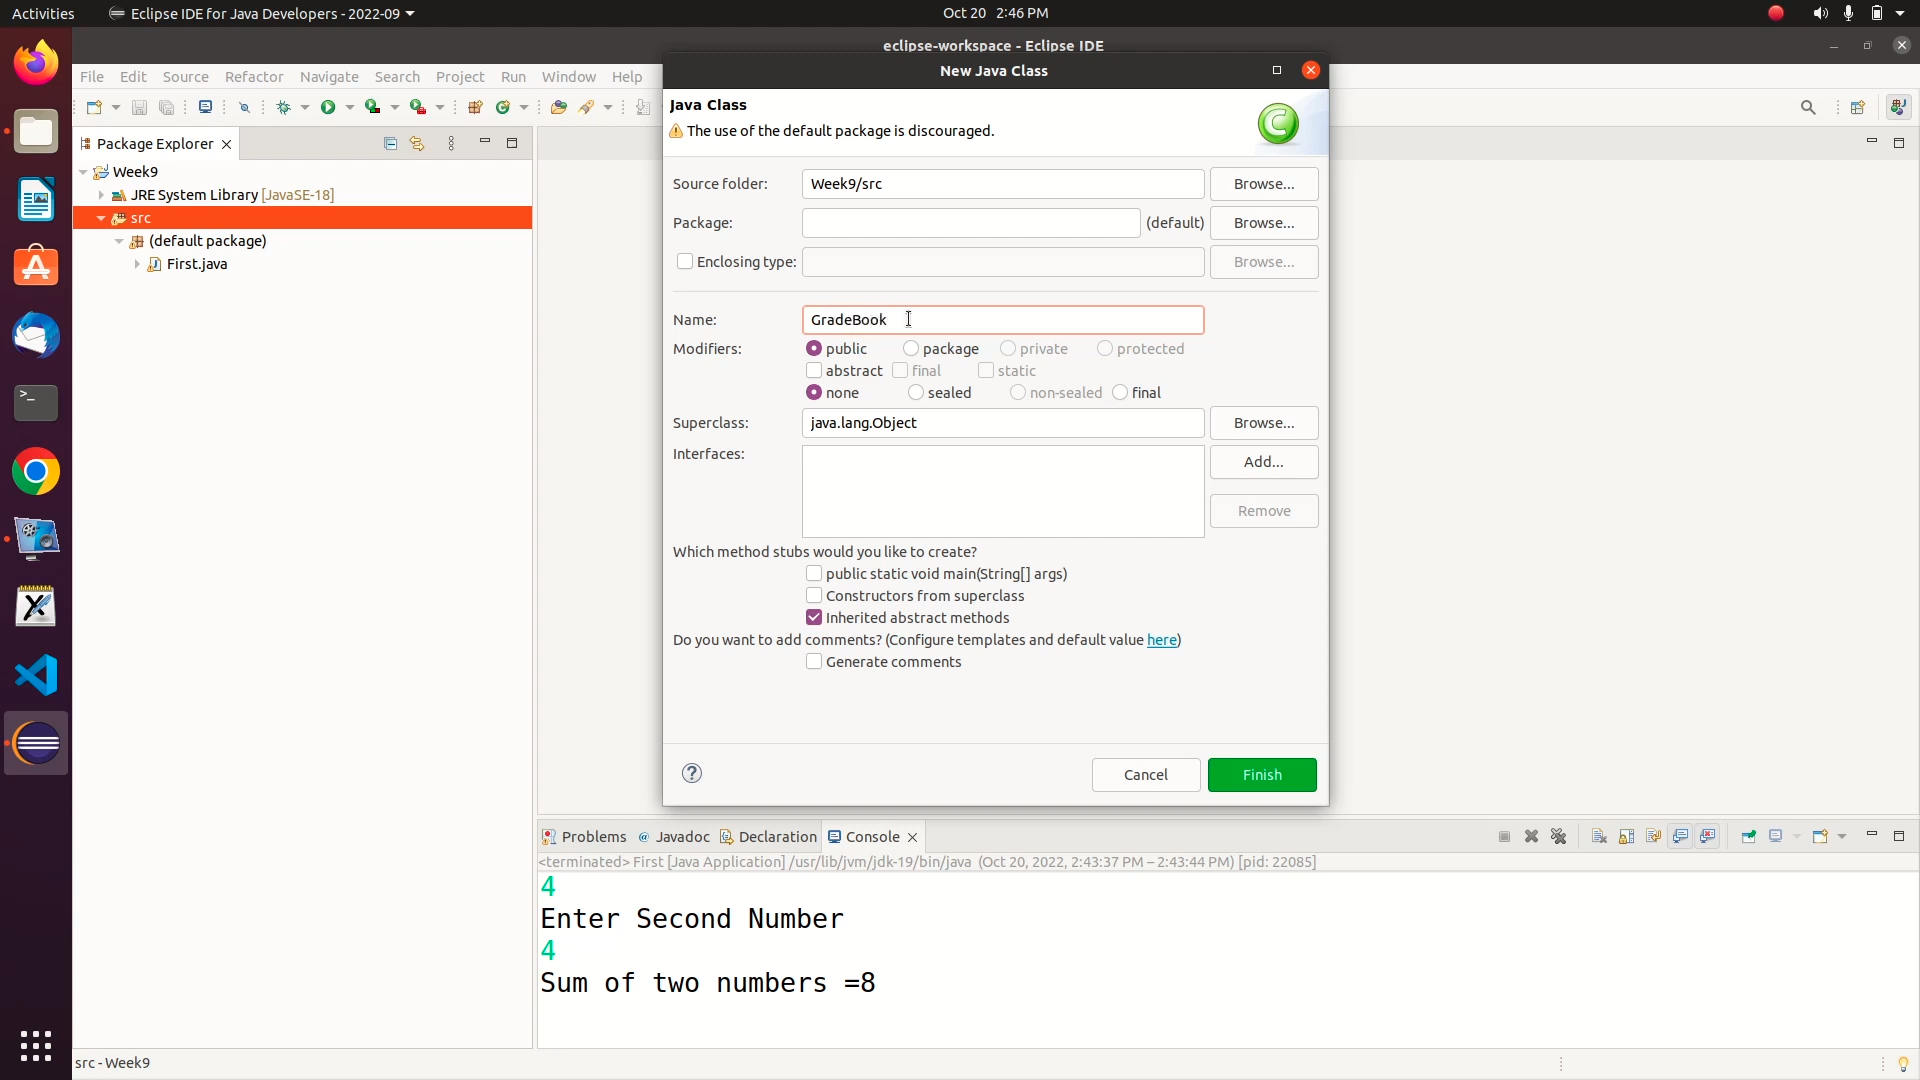 Activities Eclipse IDE for Java Developers - 2022-09 Oct 20 2:46 PM
eclipse-workspace - Eclipse IDE
File Edit Source Refactor Navigate Search Project Run Window Help
New Java Class
Java Class
The use of the default package is discouraged.
Package Explorer
Week9
JRE System Library [JavaSE-18]
src
(default package)
First.java
Source folder: Week9/src Browse...
Package: (default) Browse...
Enclosing type: Browse...
Name: GradeBook
Modifiers: public package private protected
abstract final static
none sealed non-sealed final
Superclass: java.lang.Object Browse...
Interfaces: Add...
Remove
Which method stubs would you like to create?
public static void main(String[] args)
Constructors from superclass
Inherited abstract methods
Do you want to add comments? (Configure templates and default value here)
Generate comments
Cancel Finish
Problems Javadoc Declaration Console
<terminated> First [Java Application] /usr/lib/jvm/jdk-19/bin/java (Oct 20, 2022, 2:43:37 PM – 2:43:44 PM) [pid: 22085]
4
Enter Second Number
4
Sum of two numbers =8
src - Week9